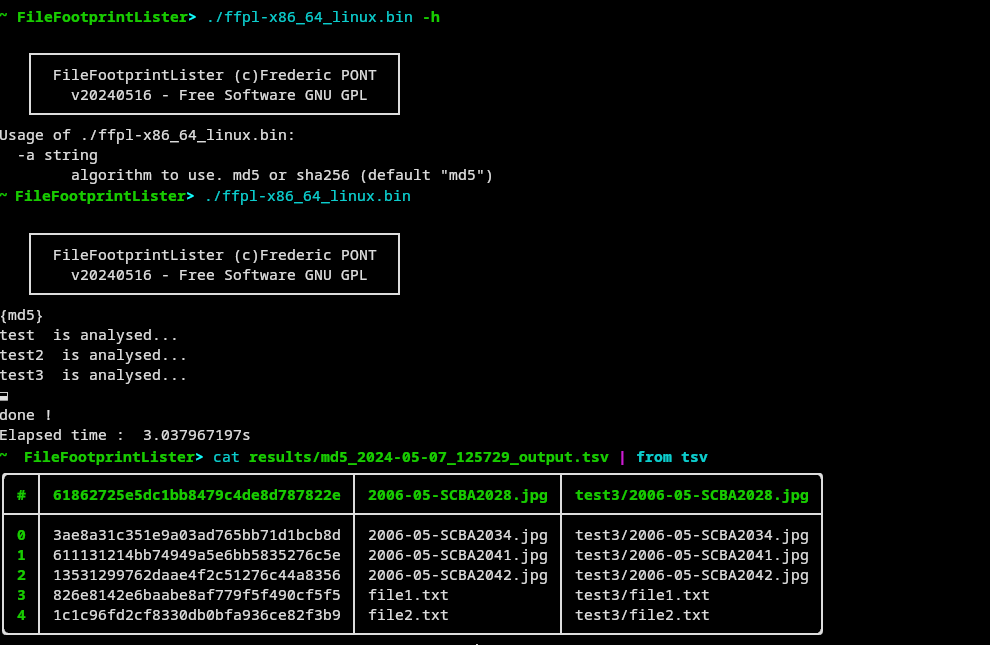 ~ FileFootprintLister> ./ffpl-x86_64_linux.bin -h
FileFootprintLister (c)Frederic PONT
v20240516 - Free Software GNU GPL
Usage of ./ffpl-x86_64_linux.bin:
-a string
algorithm to use. md5 or sha256 (default "md5")
~ FileFootprintLister> ./ffpl-x86_64_linux.bin
FileFootprintLister (c)Frederic PONT
v20240516 - Free Software GNU GPL
{md5}
test  is analysed...
test2  is analysed...
test3  is analysed...
done !
Elapsed time :  3.037967197s
~  FileFootprintLister> cat results/md5_2024-05-07_125729_output.tsv | from tsv
# 61862725e5dc1bb8479c4de8d787822e 2006-05-SCBA2028.jpg test3/2006-05-SCBA2028.jpg
0 3ae8a31c351e9a03ad765bb71d1bcb8d 2006-05-SCBA2034.jpg test3/2006-05-SCBA2034.jpg
1 611131214bb74949a5e6bb5835276c5e 2006-05-SCBA2041.jpg test3/2006-05-SCBA2041.jpg
2 13531299762daae4f2c51276c44a8356 2006-05-SCBA2042.jpg test3/2006-05-SCBA2042.jpg
3 826e8142e6baabe8af779f5f490cf5f5 file1.txt test3/file1.txt
4 1c1c96fd2cf8330db0bfa936ce82f3b9 file2.txt test3/file2.txt